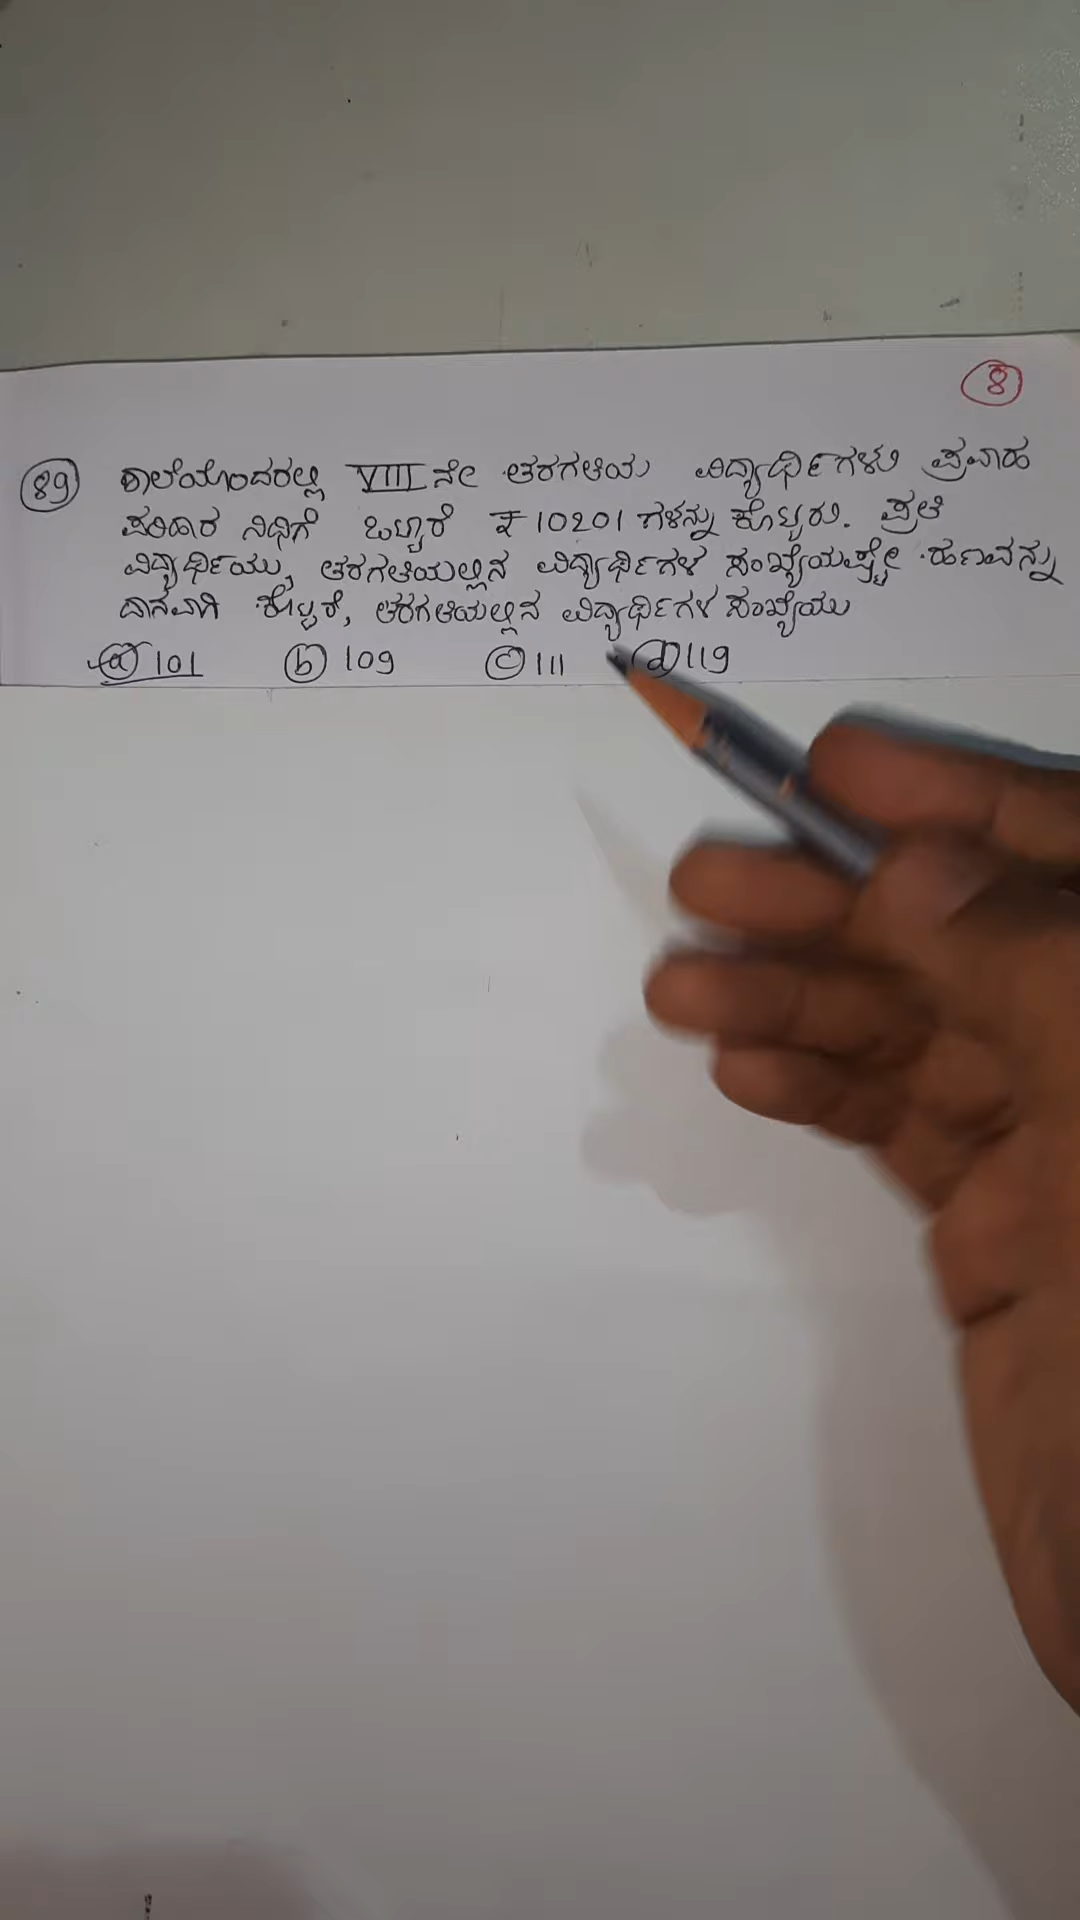 8
89 ಶಾಲೆಯೊಂದರಲ್ಲಿ VIII ನೇ ತರಗತಿಯ ವಿದ್ಯಾರ್ಥಿಗಳು ಪ್ರವಾಹ
ಪರಿಹಾರ ನಿಧಿಗೆ ಒಟ್ಟಾರೆ ₹ 10201 ಗಳನ್ನು ಕೊಟ್ಟರು. ಪ್ರತಿ
ವಿದ್ಯಾರ್ಥಿಯು, ತರಗತಿಯಲ್ಲಿನ ವಿದ್ಯಾರ್ಥಿಗಳ ಸಂಖ್ಯೆಯಷ್ಟೇ ಹಣವನ್ನು
ದಾನವಾಗಿ ಕೊಟ್ಟರೆ, ತರಗತಿಯಲ್ಲಿನ ವಿದ್ಯಾರ್ಥಿಗಳ ಸಂಖ್ಯೆಯು
a 101 b 109 c 111 d 119